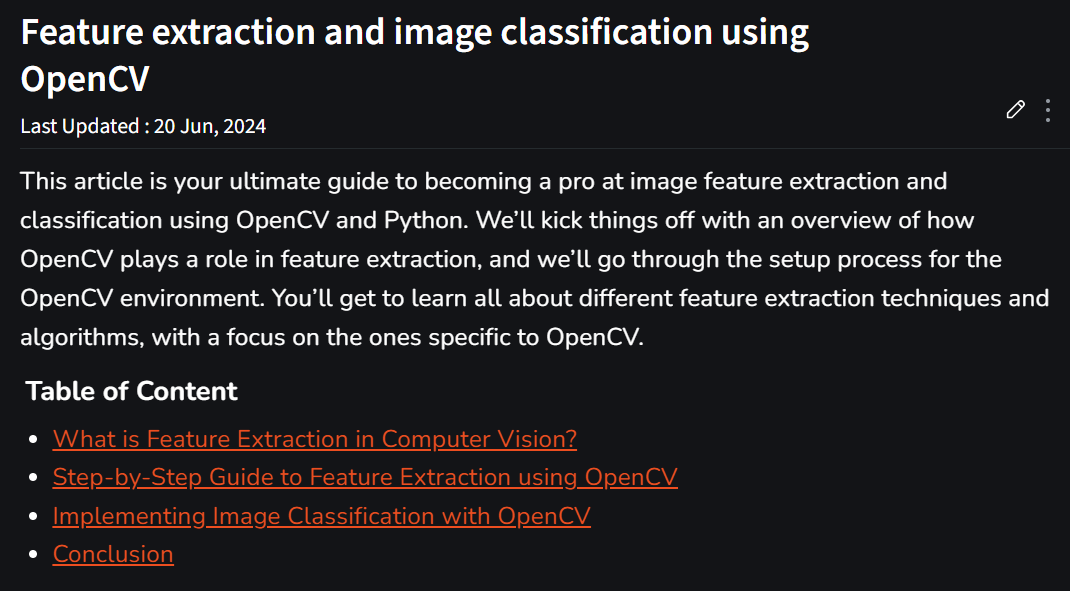 Feature extraction and image classification using
OpenCV
Last Updated : 20 Jun, 2024
This article is your ultimate guide to becoming a pro at image feature extraction and
classification using OpenCV and Python. We’ll kick things off with an overview of how
OpenCV plays a role in feature extraction, and we’ll go through the setup process for the
OpenCV environment. You’ll get to learn all about different feature extraction techniques and
algorithms, with a focus on the ones specific to OpenCV.
Table of Content
What is Feature Extraction in Computer Vision?
Step-by-Step Guide to Feature Extraction using OpenCV
Implementing Image Classification with OpenCV
Conclusion